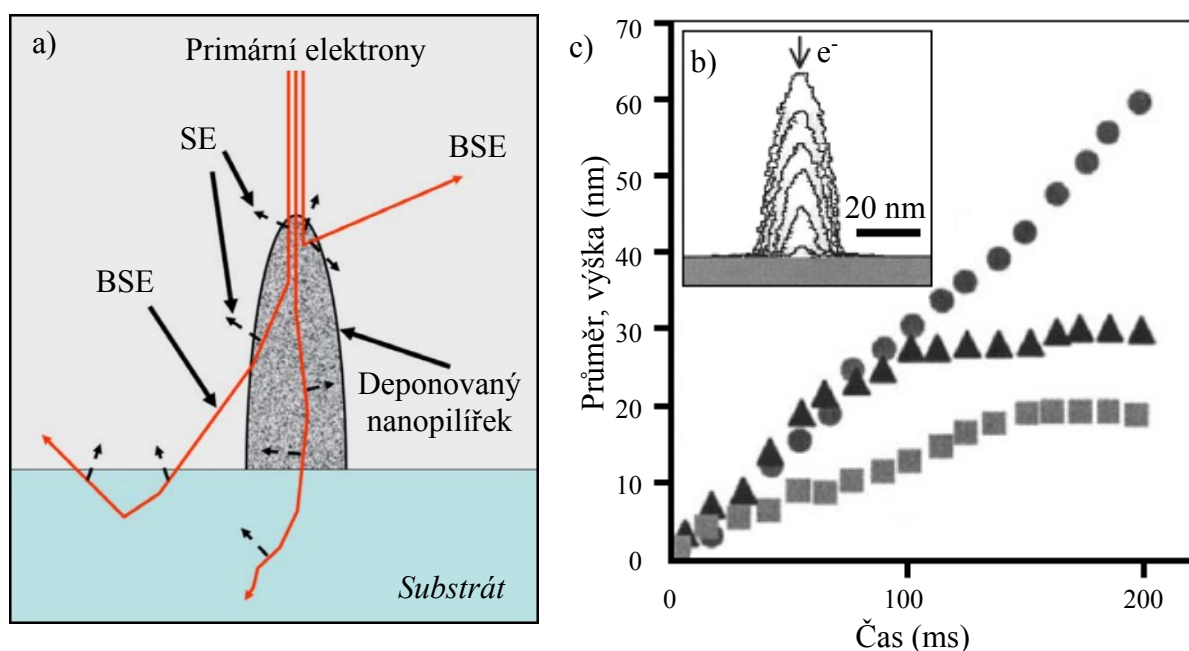 a)
Primární elektrony
SE
BSE
BSE
Deponovaný
nanopilířek
Substrát
c)
b)
e-
20 nm
Průměr, výška (nm)
70
60
50
40
30
20
10
0
0
100
200
Čas (ms)